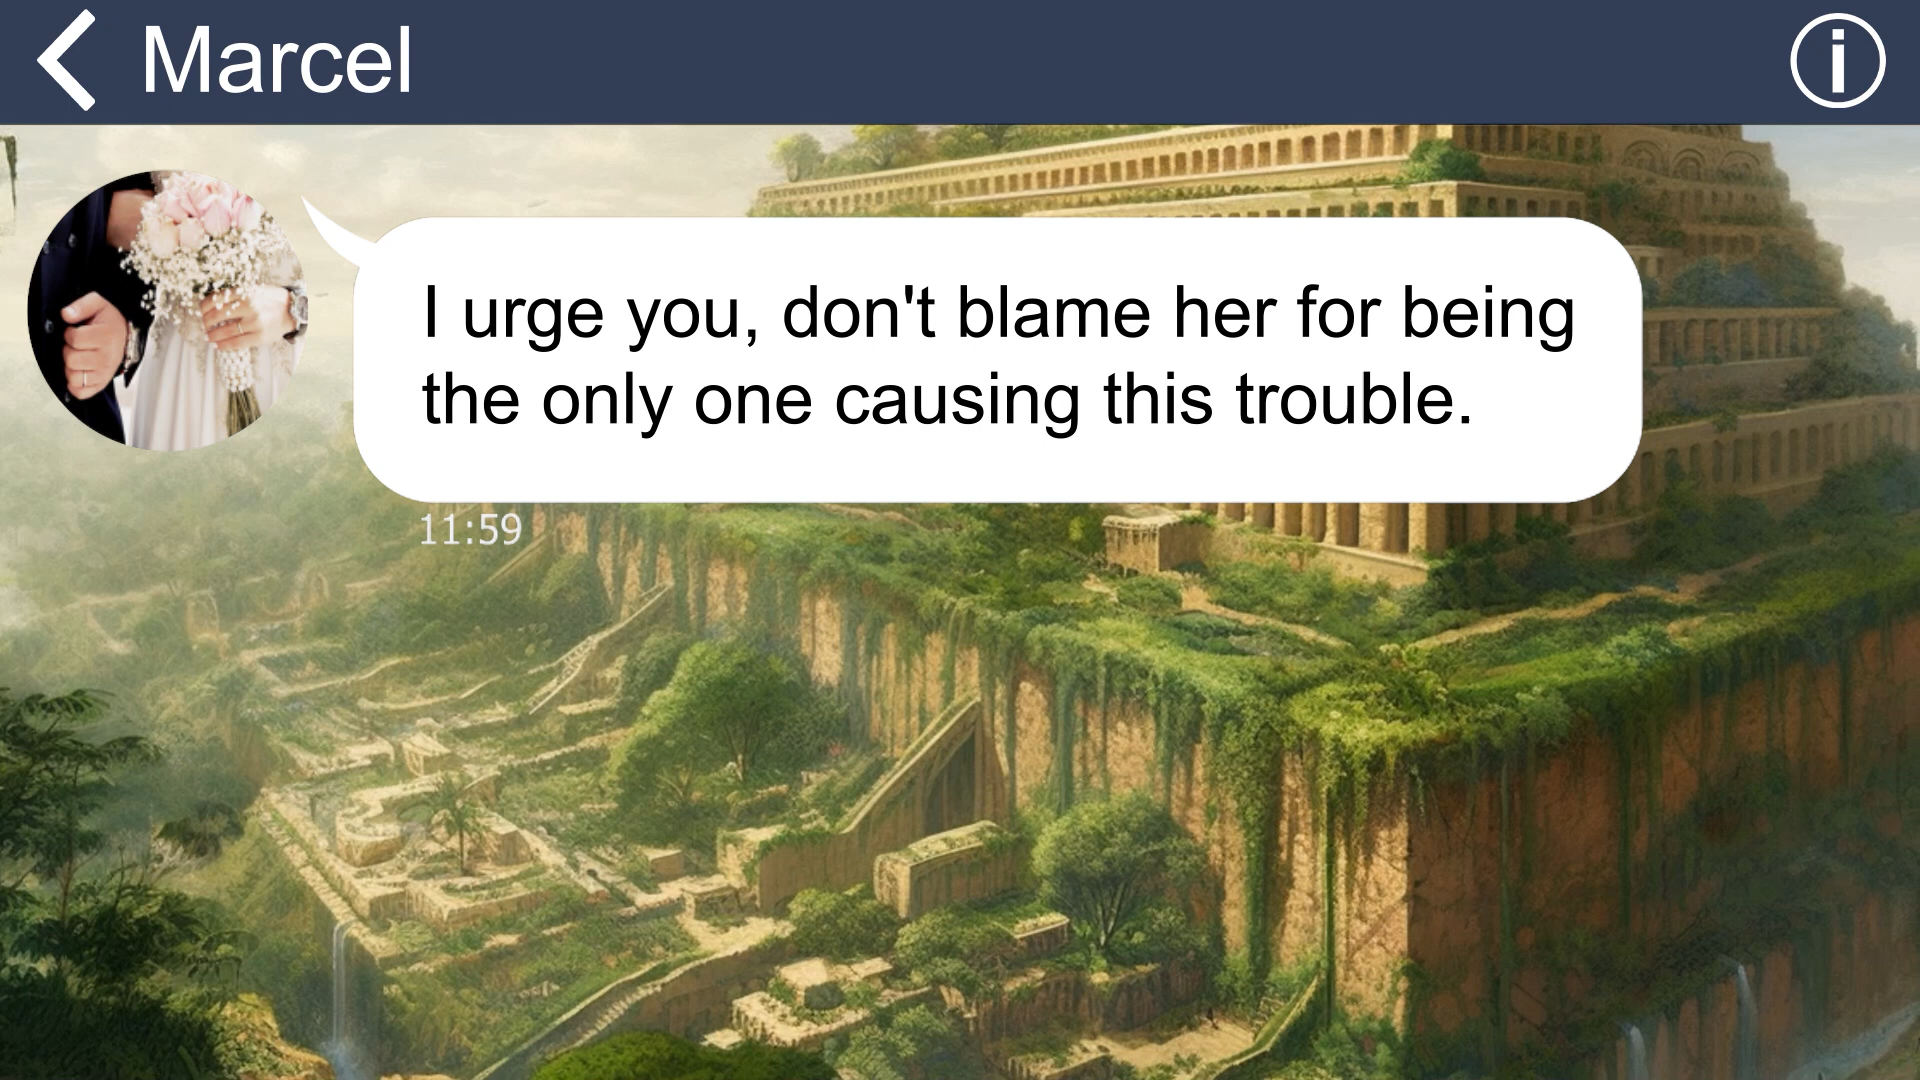 Marcel
I urge you, don't blame her for being
the only one causing this trouble.
11:59